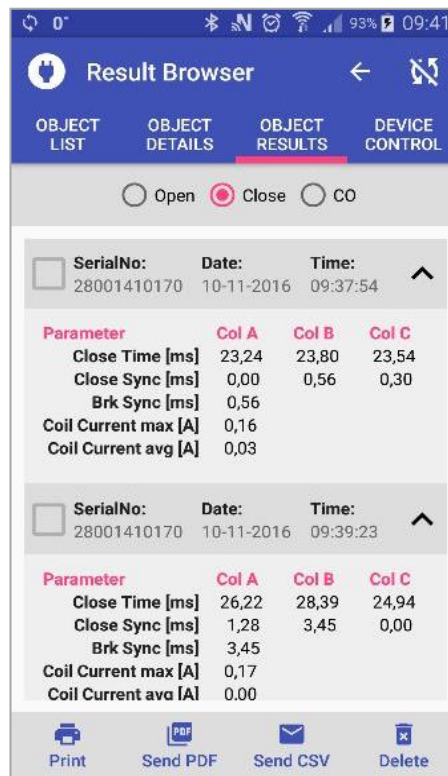 0° 93% 09:41
Result Browser
OBJECT LIST OBJECT DETAILS OBJECT RESULTS DEVICE CONTROL
Open Close CO
SerialNo: Date: Time:
28001410170 10-11-2016 09:37:54
Parameter Col A Col B Col C
Close Time [ms] 23,24 23,80 23,54
Close Sync [ms] 0,00 0,56 0,30
Brk Sync [ms] 0,56
Coil Current max [A] 0,16
Coil Current avg [A] 0,03
SerialNo: Date: Time:
28001410170 10-11-2016 09:39:23
Parameter Col A Col B Col C
Close Time [ms] 26,22 28,39 24,94
Close Sync [ms] 1,28 3,45 0,00
Brk Sync [ms] 3,45
Coil Current max [A] 0,17
Coil Current avg [A] 0,00
PDF
Print Send PDF Send CSV Delete